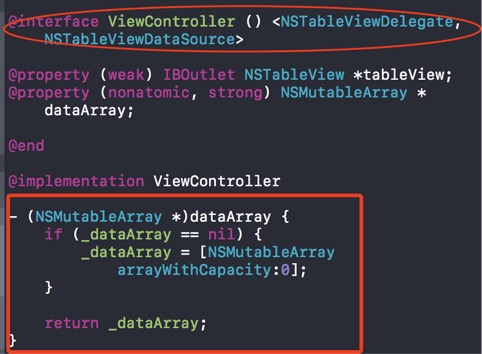 @interface ViewController () <NSTableViewDelegate,
NSTableViewDataSource>
@property (weak) IBOutlet NSTableView *tableView;
@property (nonatomic, strong) NSMutableArray *
dataArray;
@end
@implementation ViewController
- (NSMutableArray *)dataArray {
if (_dataArray == nil) {
_dataArray = [NSMutableArray
arrayWithCapacity:0];
}
return _dataArray;
}